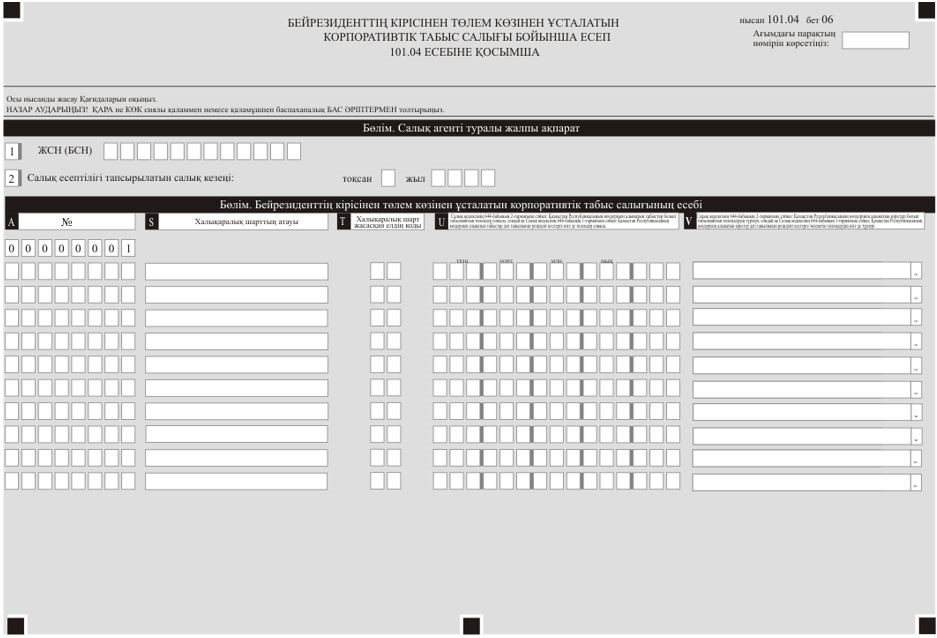 БЕЙРЕЗИДЕНТТІҢ КІРІСІНЕН ТӨЛЕМ КӨЗІНЕН ҰСТАЛАТЫН
КОРПОРАТИВТІК ТАБЫС САЛЫҒЫ БОЙЫНША ЕСЕП
101.04 ЕСЕБІНЕ ҚОСЫМША
нысан 101.04 бет 06
Ағымдағы парақтың
нөмірін көрсетіңіз:
Осы нысанды жасау Қағидаларын оқыңыз.
НАЗАР АУДАРЫҢЫЗ! ҚАРА не КӨК сиялы қаламмен немесе қаламұшпен баспаханалық БАС ӘРІПТЕРМЕН толтырыңыз.
Бөлім. Салық агенті туралы жалпы ақпарат
1 ЖСН (БСН)
2 Салық есептілігі тапсырылатын салық кезеңі: тоқсан жыл
Бөлім. Бейрезиденттің кірісінен төлем көзінен ұсталатын корпоративтік табыс салығының есебі
A № S Халықаралық шарттың атауы T Халықаралық шарт
жасасқан елдің коды U V
0 0 0 0 0 0 0 1
трлн млрд млн мың